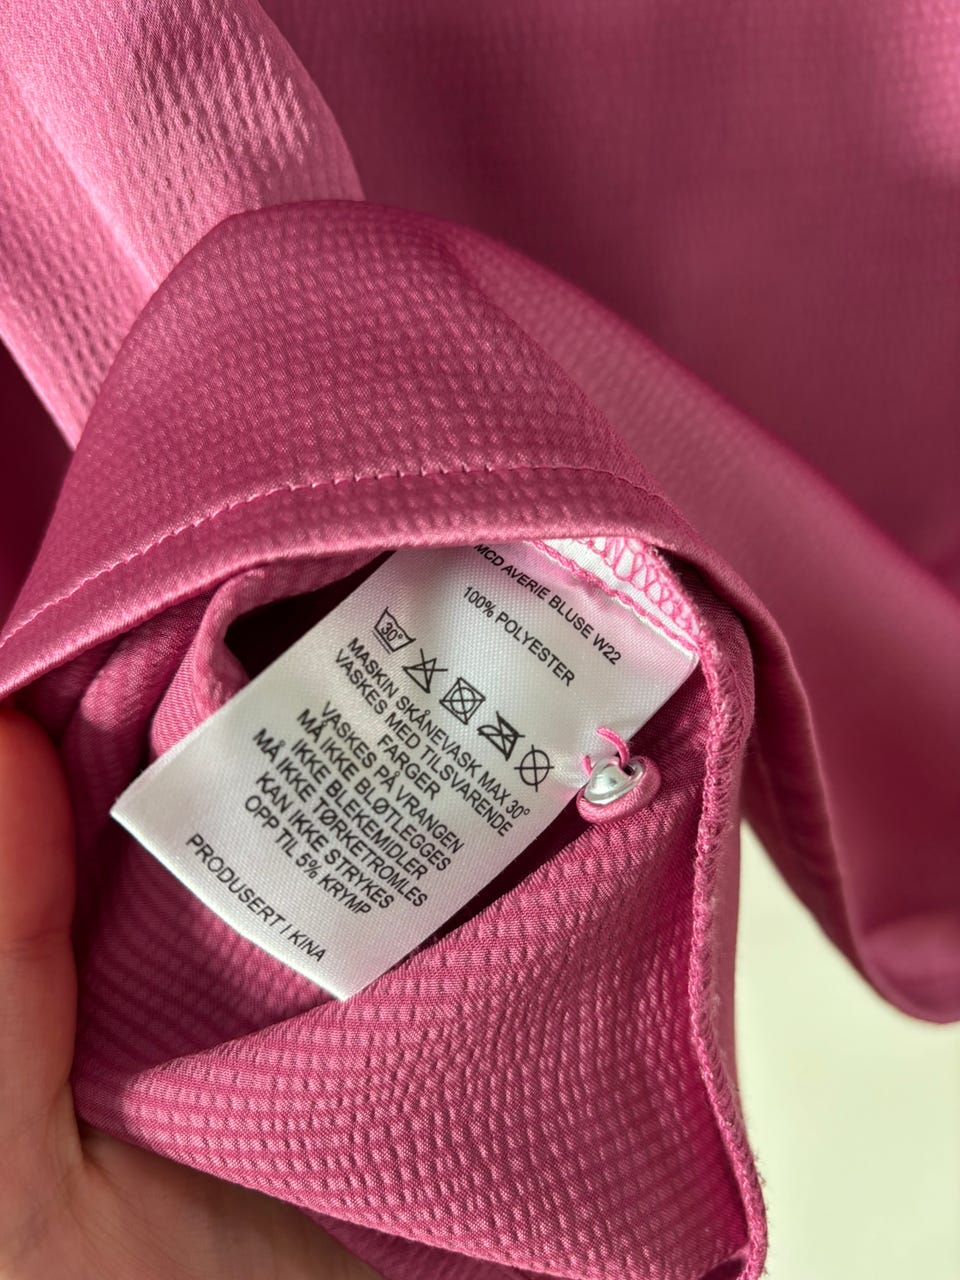 MCD AVERIE BLUSE W22
100% POLYESTER
30°
MASKIN SKÅNEVASK MAX 30°
VASKES MED TILSVARENDE
FARGER
VASKES PÅ VRANGEN
MÅ IKKE BLØTLEGGES
IKKE BLEKEMIDLER
MÅ IKKE TØRKETROMLES
KAN IKKE STRYKES
OPP TIL 5% KRYMP
PRODUSERT I KINA